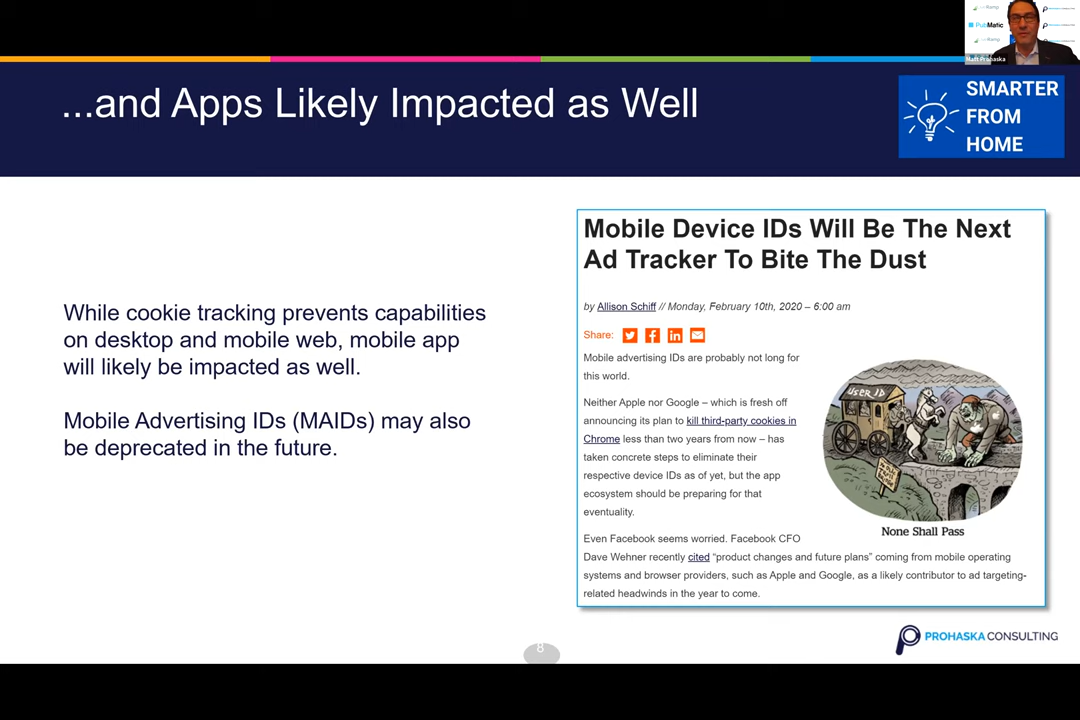 ...and Apps Likely Impacted as Well
SMARTER
FROM
HOME
PubMatic
Matt Prohaska
While cookie tracking prevents capabilities
on desktop and mobile web, mobile app
will likely be impacted as well.
Mobile Advertising IDs (MAIDs) may also
be deprecated in the future.
Mobile Device IDs Will Be The Next
Ad Tracker To Bite The Dust
by Allison Schiff // Monday, February 10th, 2020 – 6:00 am
Share:
Mobile advertising IDs are probably not long for
this world.
Neither Apple nor Google – which is fresh off
announcing its plan to kill third-party cookies in
Chrome less than two years from now – has
taken concrete steps to eliminate their
respective device IDs as of yet, but the app
ecosystem should be preparing for that
eventuality.
USER ID
None Shall Pass
Even Facebook seems worried. Facebook CFO
Dave Wehner recently cited “product changes and future plans” coming from mobile operating
systems and browser providers, such as Apple and Google, as a likely contributor to ad targeting-
related headwinds in the year to come.
PROHASKA CONSULTING
8